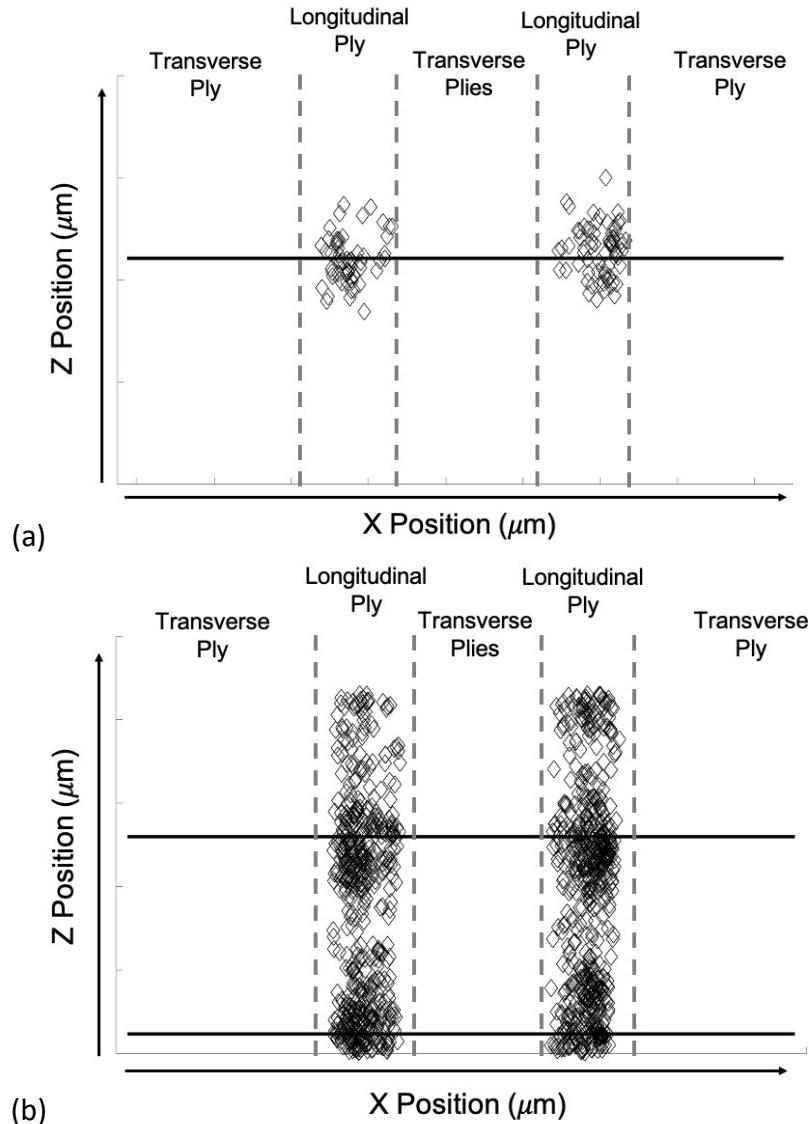 Longitudinal
Ply
Longitudinal
Ply
Transverse
Ply
Transverse
Plies
Transverse
Ply
Z Position (μm)
X Position (μm)
(a)
Longitudinal
Ply
Longitudinal
Ply
Transverse
Ply
Transverse
Plies
Transverse
Ply
Z Position (μm)
X Position (μm)
(b)